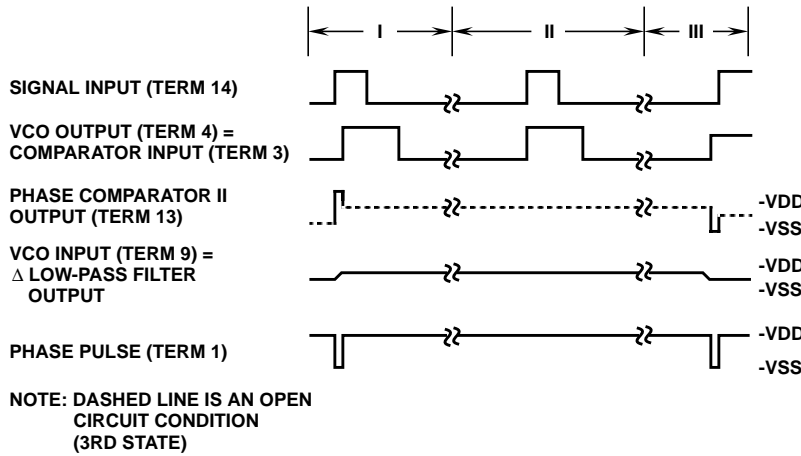 I II III
SIGNAL INPUT (TERM 14)
VCO OUTPUT (TERM 4) =
COMPARATOR INPUT (TERM 3)
PHASE COMPARATOR II
OUTPUT (TERM 13)
-VDD
-VSS
VCO INPUT (TERM 9) =
Δ LOW-PASS FILTER
OUTPUT
-VDD
-VSS
PHASE PULSE (TERM 1)
-VDD
-VSS
NOTE: DASHED LINE IS AN OPEN
CIRCUIT CONDITION
(3RD STATE)